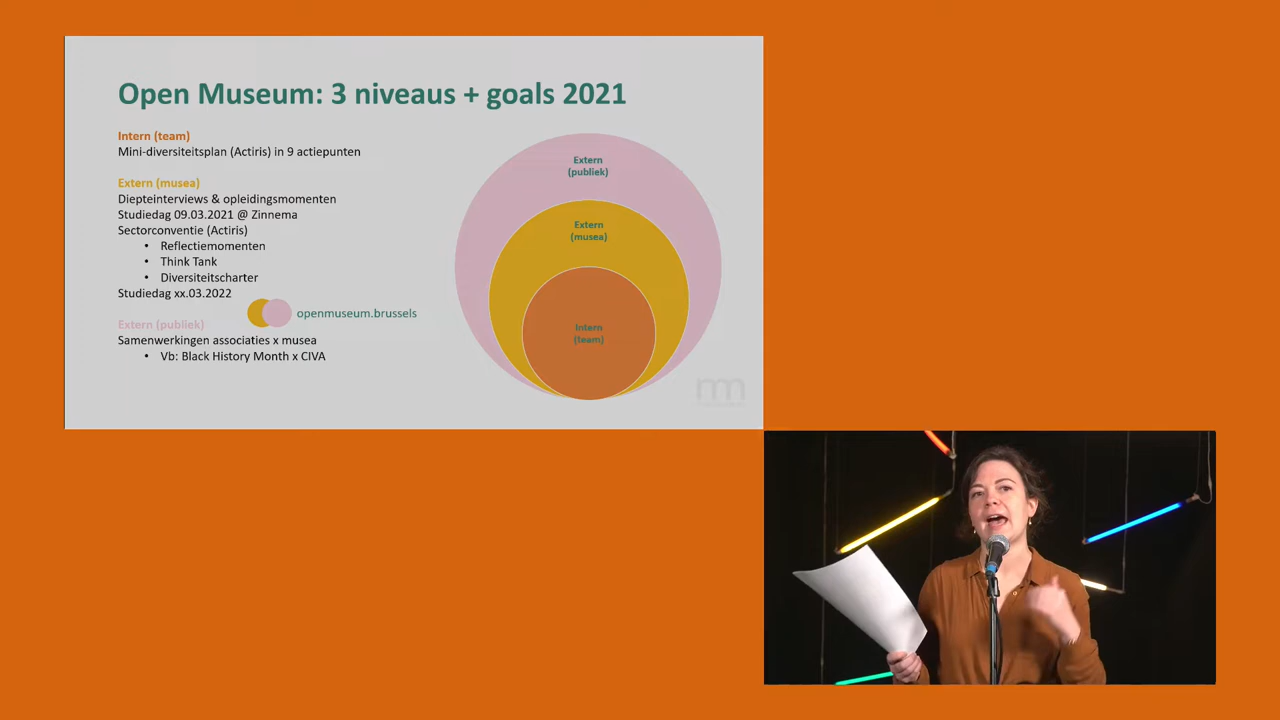 Open Museum: 3 niveaus + goals 2021
Intern (team)
Mini-diversiteitsplan (Actiris) in 9 actiepunten
Extern (musea)
Diepteinterviews & opleidingsmomenten
Studiedag 09.03.2021 @ Zinnema
Sectorconventie (Actiris)
• Reflectiemomenten
• Think Tank
• Diversiteitscharter
Studiedag xx.03.2022
openmuseum.brussels
Extern (publiek)
Samenwerkingen associaties x musea
• Vb: Black History Month x CIVA
Extern
(publiek)
Extern
(musea)
Intern
(team)